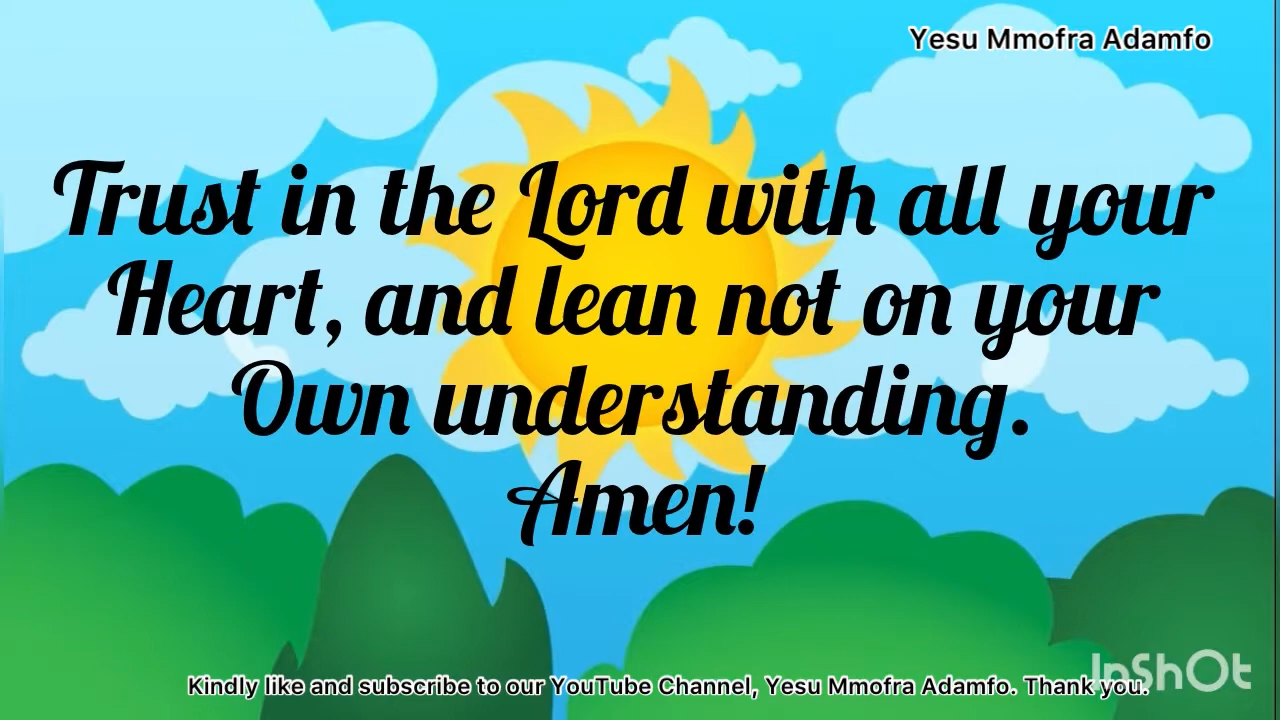 Yesu Mmofra Adamfo
Trust in the Lord with all your
Heart, and lean not on your
Own understanding.
Amen!
Kindly like and subscribe to our YouTube Channel, Yesu Mmofra Adamfo. Thank you.
InShOt